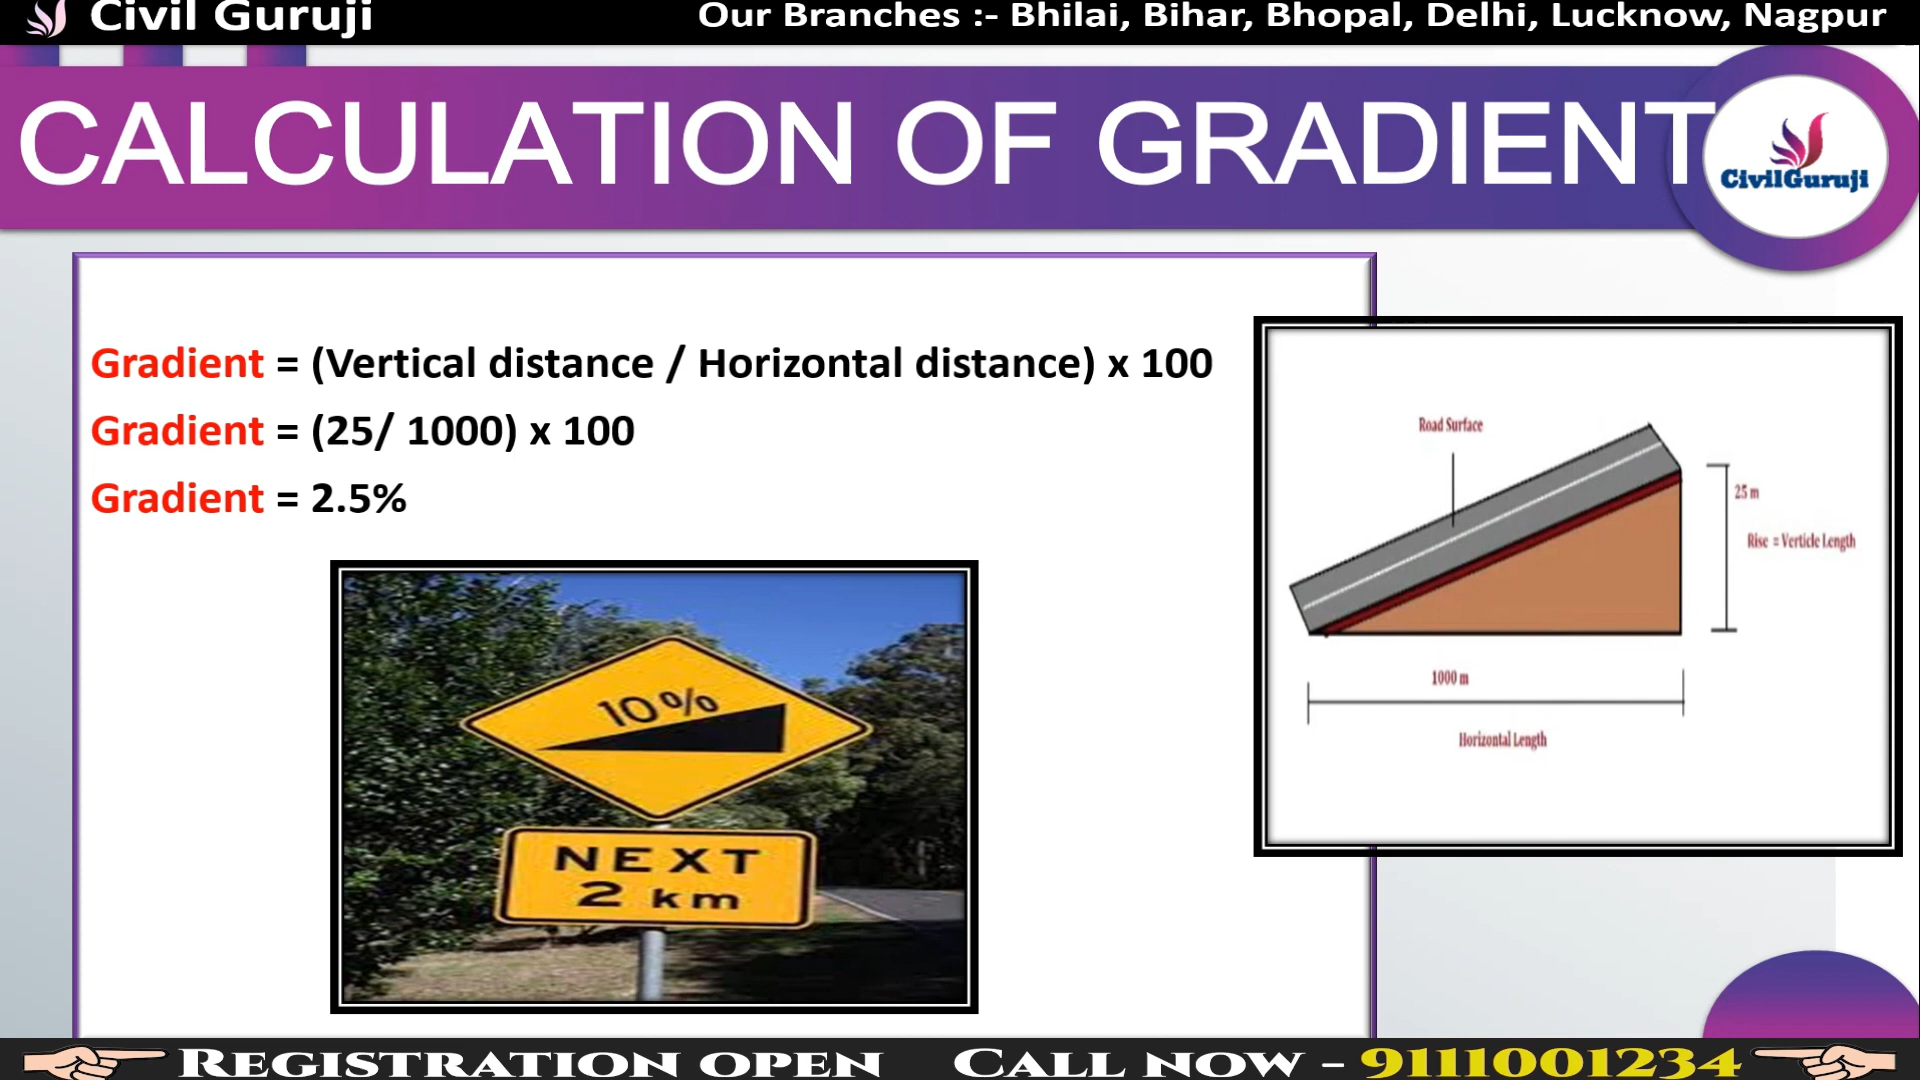 Civil Guruji
Our Branches :- Bhilai, Bihar, Bhopal, Delhi, Lucknow, Nagpur
CALCULATION OF GRADIENT
CivilGuruji
Gradient = (Vertical distance / Horizontal distance) x 100
Gradient = (25/ 1000) x 100
Gradient = 2.5%
Road Surface
25 m
Rise = Verticle Length
1000 m
Horizontal Length
10%
NEXT
2 km
REGISTRATION OPEN CALL NOW - 9111001234